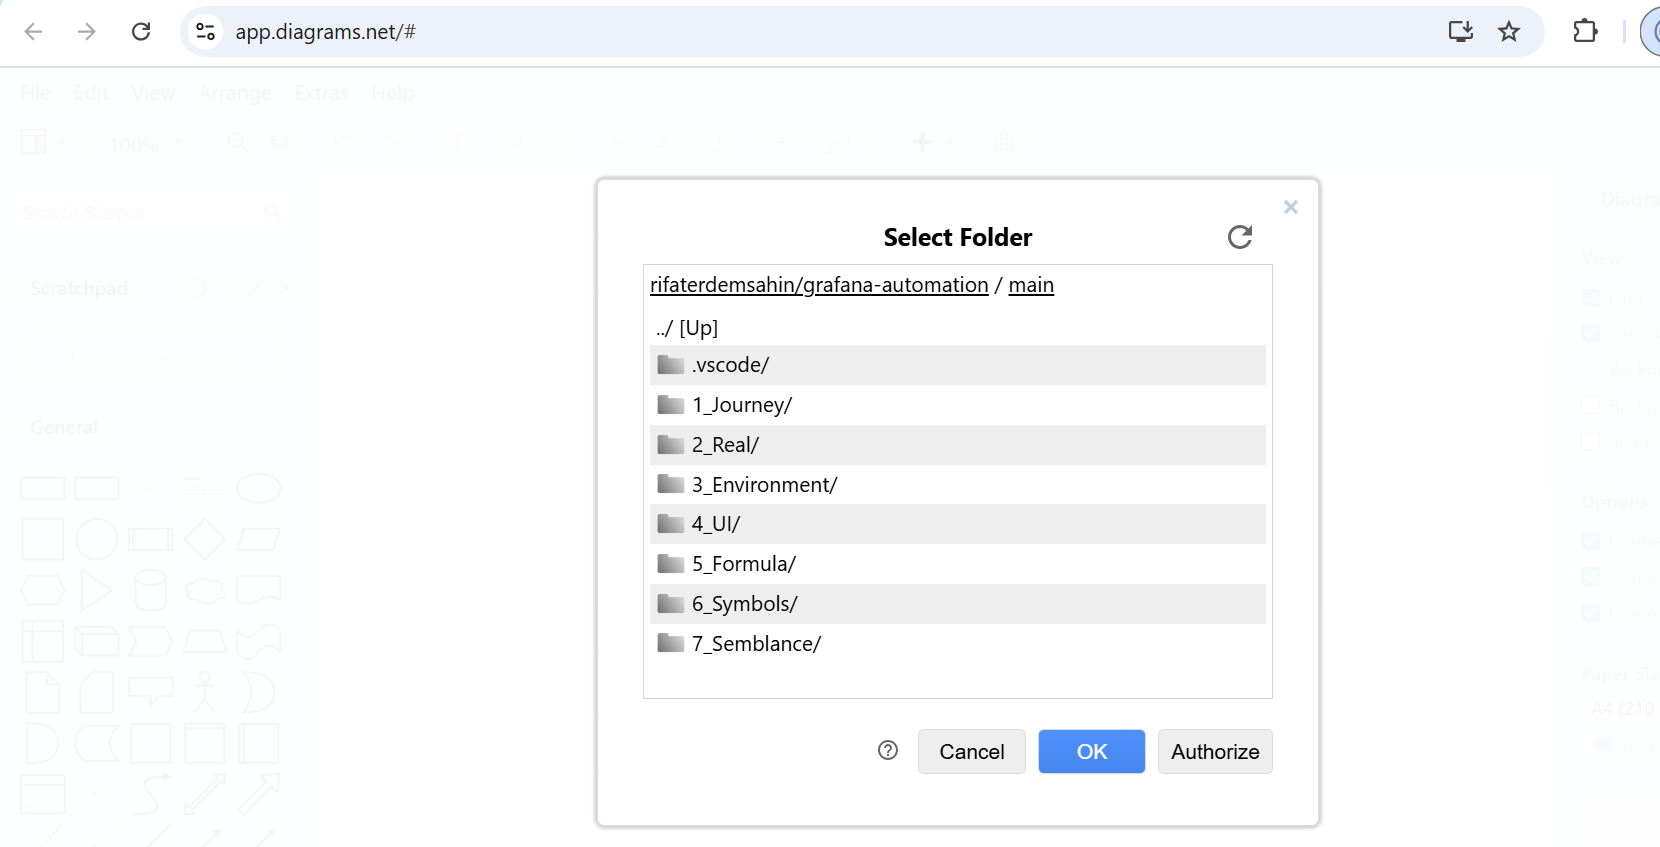 app.diagrams.net/#
File Edit View Arrange Extras Help
100%
Search Shapes
Scratchpad
Drag elements here
General
Text
Select Folder
rifaterdemsahin/grafana-automation / main
../ [Up]
.vscode/
1_Journey/
2_Real/
3_Environment/
4_UI/
5_Formula/
6_Symbols/
7_Semblance/
Cancel
OK
Authorize
Diagra
View
Grid
Page V
Backg
Backg
Shado
Options
Conne
Conne
Guide
Paper Siz
A4 (210
Port